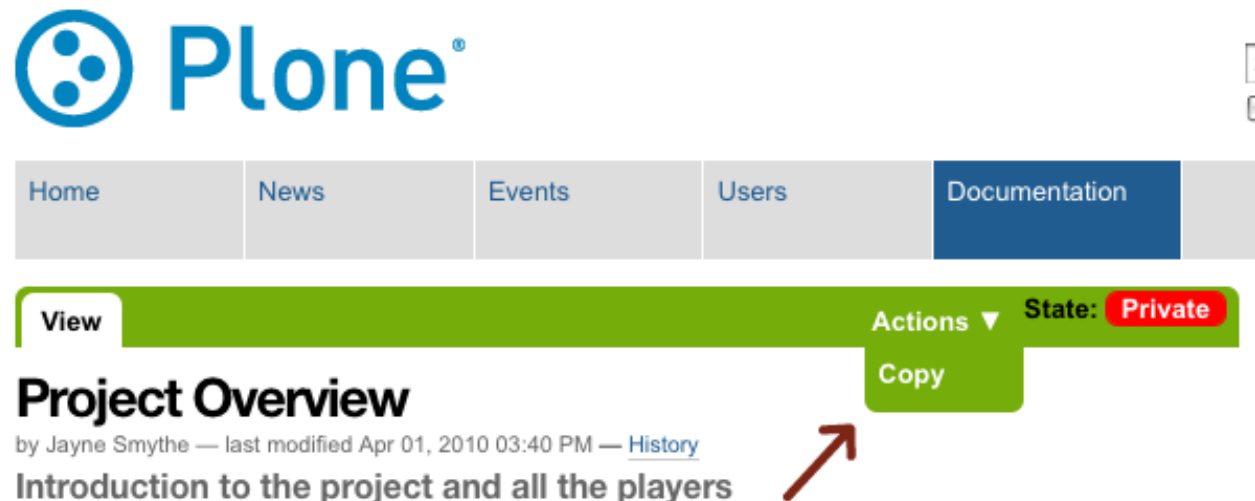 Plone®
Home News Events Users Documentation
View Actions ▼ State: Private
Copy
Project Overview
by Jayne Smythe — last modified Apr 01, 2010 03:40 PM — History
Introduction to the project and all the players